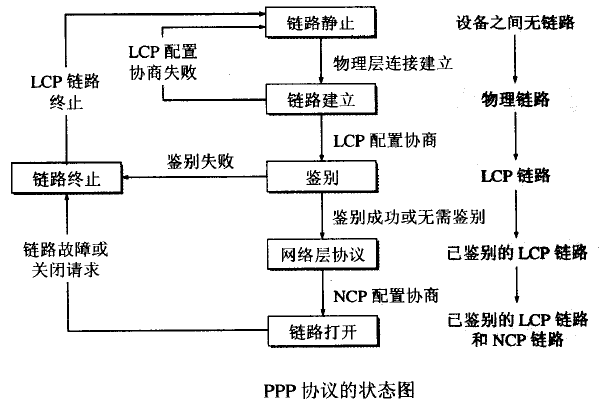 链路静止
设备之间无链路
LCP 配置
协商失败
物理层连接建立
LCP 链路
终止
链路建立
物理链路
LCP 配置协商
鉴别失败
链路终止
鉴别
LCP 链路
鉴别成功或无需鉴别
链路故障或
关闭请求
网络层协议
已鉴别的 LCP 链路
NCP 配置协商
链路打开
已鉴别的 LCP 链路
和 NCP 链路
PPP 协议的状态图